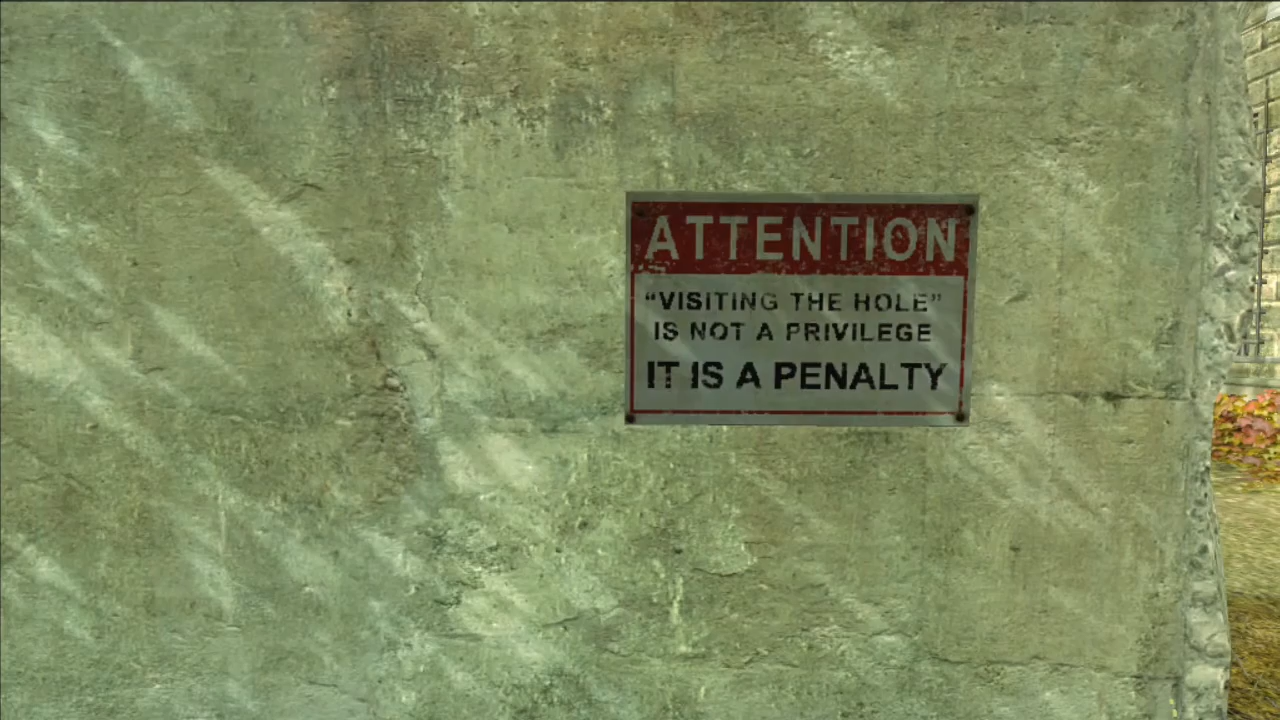 ATTENTION
"VISITING THE HOLE"
IS NOT A PRIVILEGE
IT IS A PENALTY